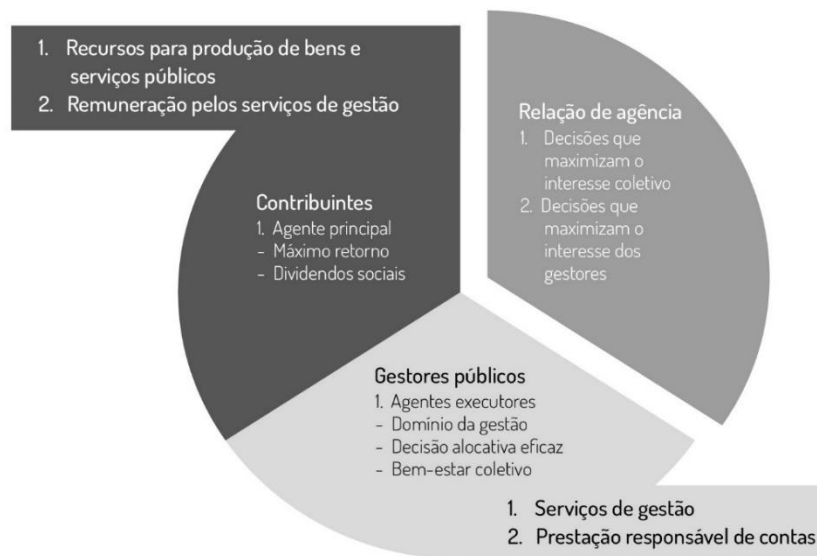 1. Recursos para produção de bens e
serviços públicos
2. Remuneração pelos serviços de gestão
Contribuintes
1. Agente principal
- Máximo retorno
- Dividendos sociais
Relação de agência
1. Decisões que
maximizam o
interesse coletivo
2. Decisões que
maximizam o
interesse dos
gestores
Gestores públicos
1. Agentes executores
- Domínio da gestão
- Decisão alocativa eficaz
- Bem-estar coletivo
1. Serviços de gestão
2. Prestação responsável de contas